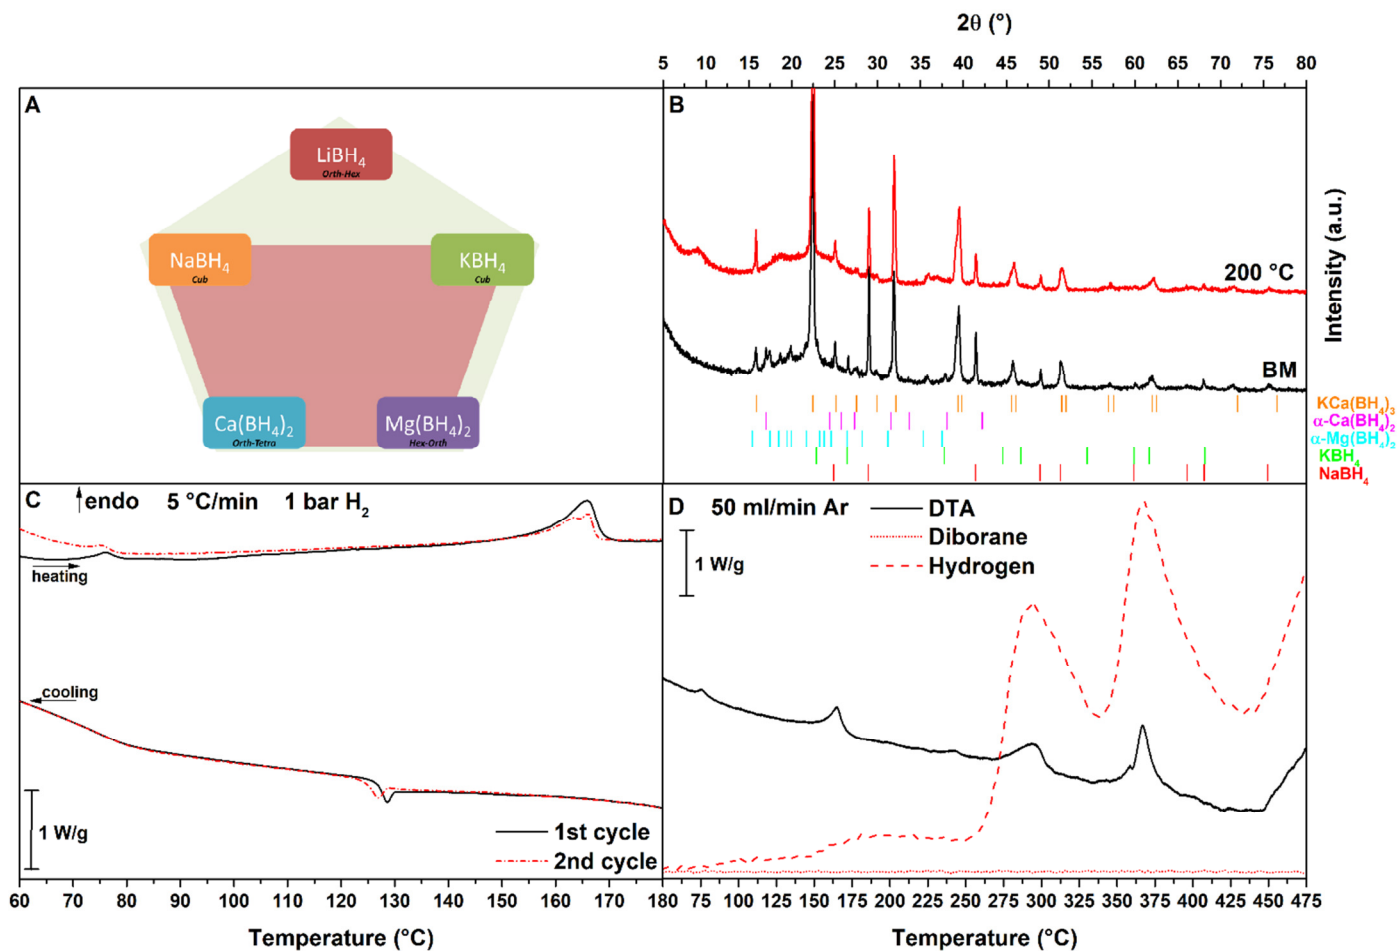 2θ (°)
5 10 15 20 25 30 35 40 45 50 55 60 65 70 75 80
A
LiBH4
Orth-Hex
NaBH4
Cub
KBH4
Cub
Ca(BH4)2
Orth-Tetra
Mg(BH4)2
Hex-Orth
B
200 °C
BM
Intensity (a.u.)
KCa(BH4)3
α-Ca(BH4)2
α-Mg(BH4)2
KBH4
NaBH4
C
endo 5 °C/min 1 bar H2
heating
cooling
1 W/g
1st cycle
2nd cycle
60 70 80 90 100 110 120 130 140 150 160 170 180
Temperature (°C)
D
50 ml/min Ar
1 W/g
DTA
Diborane
Hydrogen
75 100 125 150 175 200 225 250 275 300 325 350 375 400 425 450 475
Temperature (°C)